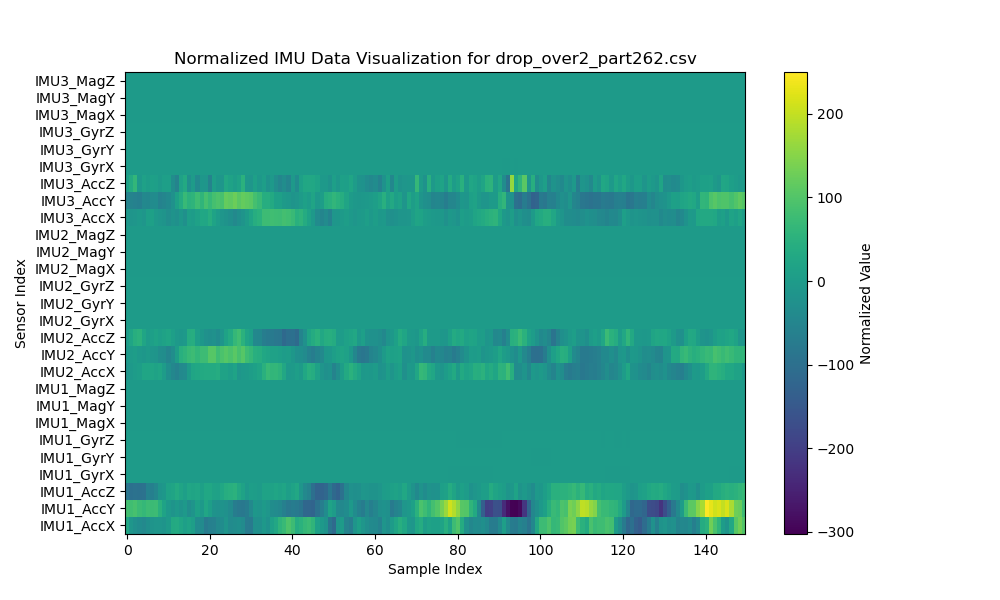 Normalized IMU Data Visualization for drop_over2_part262.csv
IMU3_MagZ
IMU3_MagY
IMU3_MagX
IMU3_GyrZ
IMU3_GyrY
IMU3_GyrX
IMU3_AccZ
IMU3_AccY
IMU3_AccX
IMU2_MagZ
IMU2_MagY
IMU2_MagX
IMU2_GyrZ
IMU2_GyrY
IMU2_GyrX
IMU2_AccZ
IMU2_AccY
IMU2_AccX
IMU1_MagZ
IMU1_MagY
IMU1_MagX
IMU1_GyrZ
IMU1_GyrY
IMU1_GyrX
IMU1_AccZ
IMU1_AccY
IMU1_AccX
Sensor Index
0 20 40 60 80 100 120 140
Sample Index
200
100
0
−100
−200
−300
Normalized Value